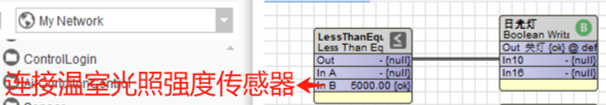 My Network
ControlLogin
连接温室光照强度传感器
LessThanEqu
Less Than Eq
Out - {null}
In A - {null}
In B 5000.00 {ok}
日光灯
Boolean Writa
B
Out 荧灯 {ok} @ def
In10 - {null}
In16 - {null}